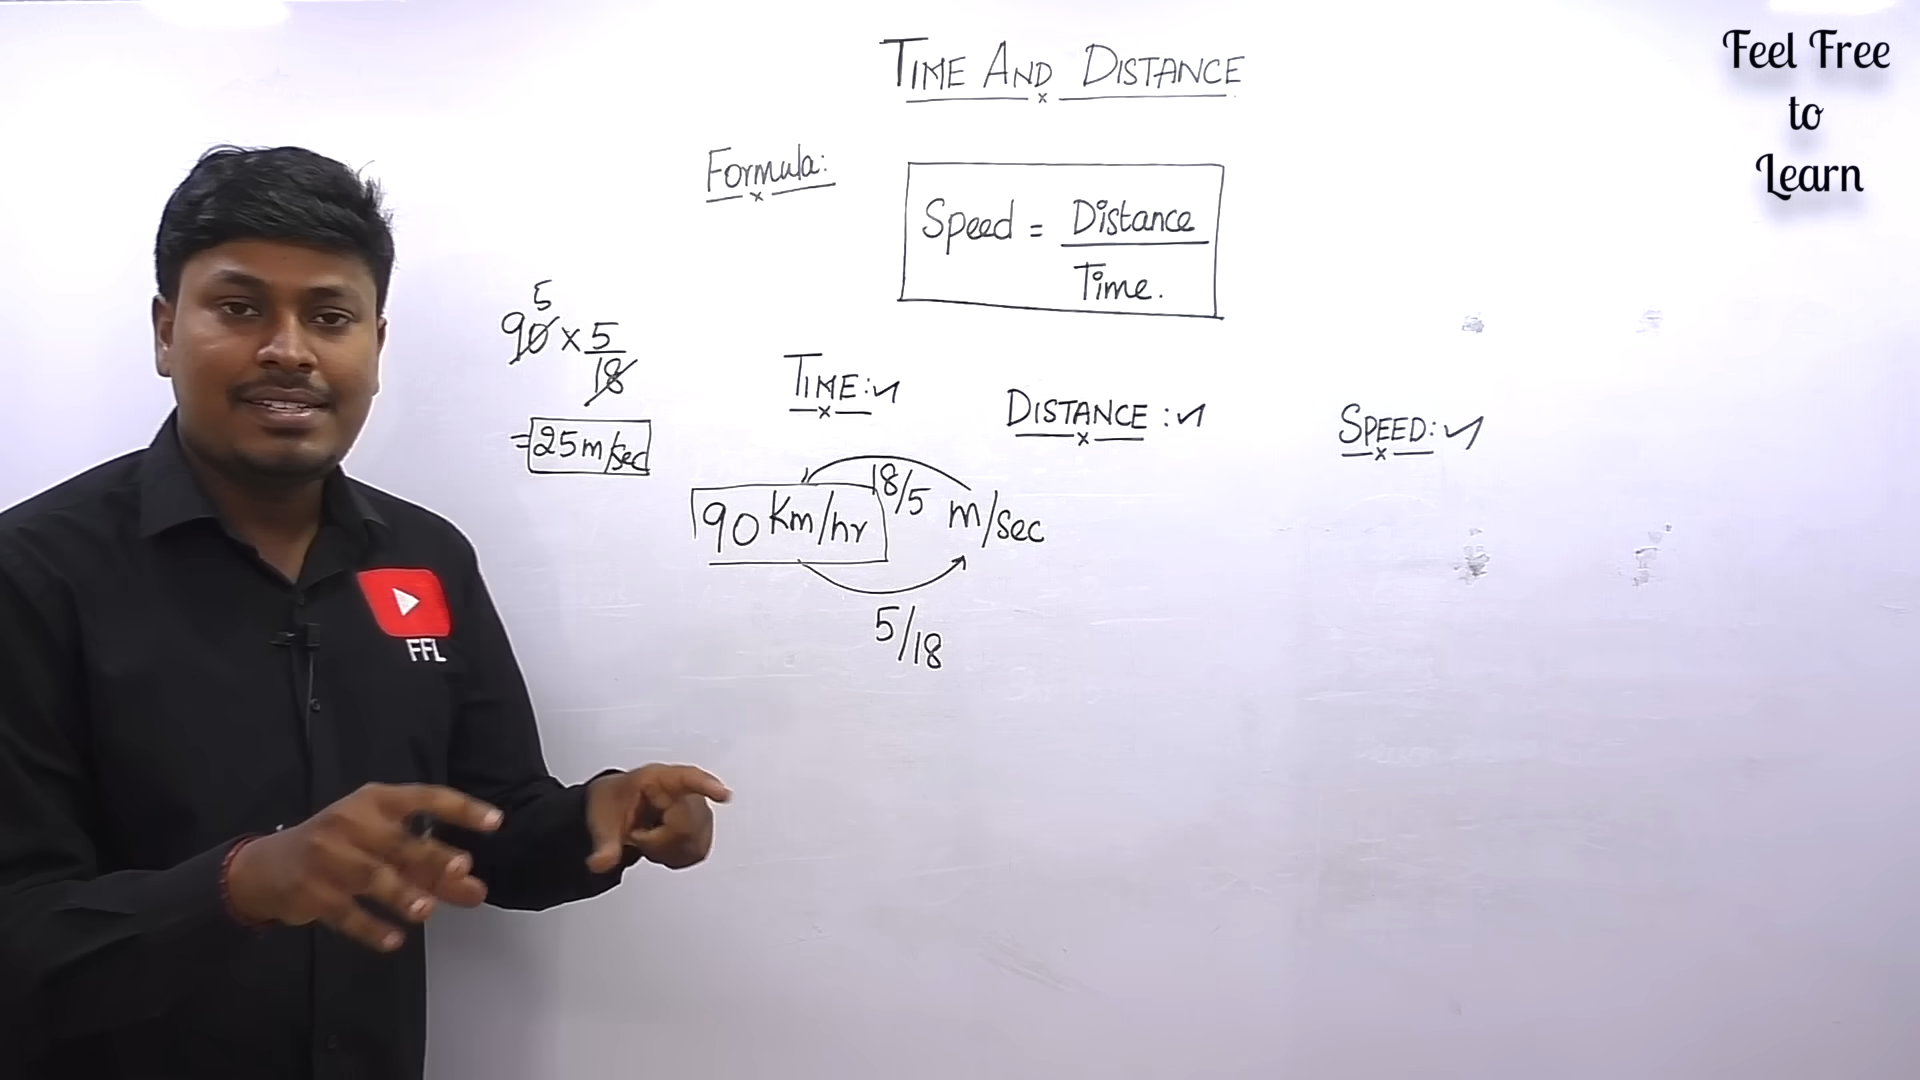 TIME AND DISTANCE
Feel Free
to
Learn
Formula:
Speed = Distance
Time.
5
90 x 5
18
= 25 m/sec
TIME:
DISTANCE:
SPEED:
18/5
90 Km/hr m/sec
5/18
FFL